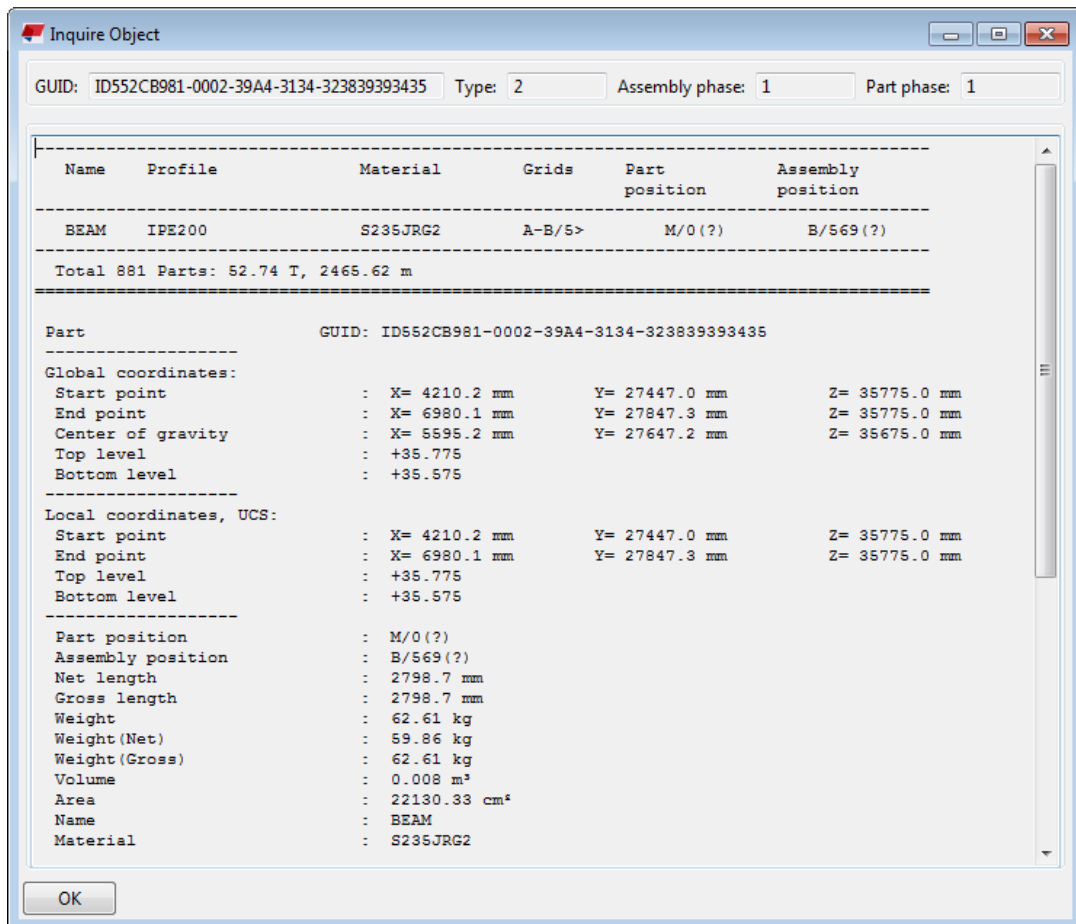 Inquire Object
GUID: ID552CB981-0002-39A4-3134-323839393435 Type: 2 Assembly phase: 1 Part phase: 1
Name Profile Material Grids Part Assembly
position position
BEAM IPE200 S235JRG2 A-B/5> M/0(?) B/569(?)
Total 881 Parts: 52.74 T, 2465.62 m
Part GUID: ID552CB981-0002-39A4-3134-323839393435
-------------------
Global coordinates:
Start point : X= 4210.2 mm Y= 27447.0 mm Z= 35775.0 mm
End point : X= 6980.1 mm Y= 27847.3 mm Z= 35775.0 mm
Center of gravity : X= 5595.2 mm Y= 27647.2 mm Z= 35675.0 mm
Top level : +35.775
Bottom level : +35.575
-------------------
Local coordinates, UCS:
Start point : X= 4210.2 mm Y= 27447.0 mm Z= 35775.0 mm
End point : X= 6980.1 mm Y= 27847.3 mm Z= 35775.0 mm
Top level : +35.775
Bottom level : +35.575
-------------------
Part position : M/0(?)
Assembly position : B/569(?)
Net length : 2798.7 mm
Gross length : 2798.7 mm
Weight : 62.61 kg
Weight(Net) : 59.86 kg
Weight(Gross) : 62.61 kg
Volume : 0.008 m³
Area : 22130.33 cm²
Name : BEAM
Material : S235JRG2
OK